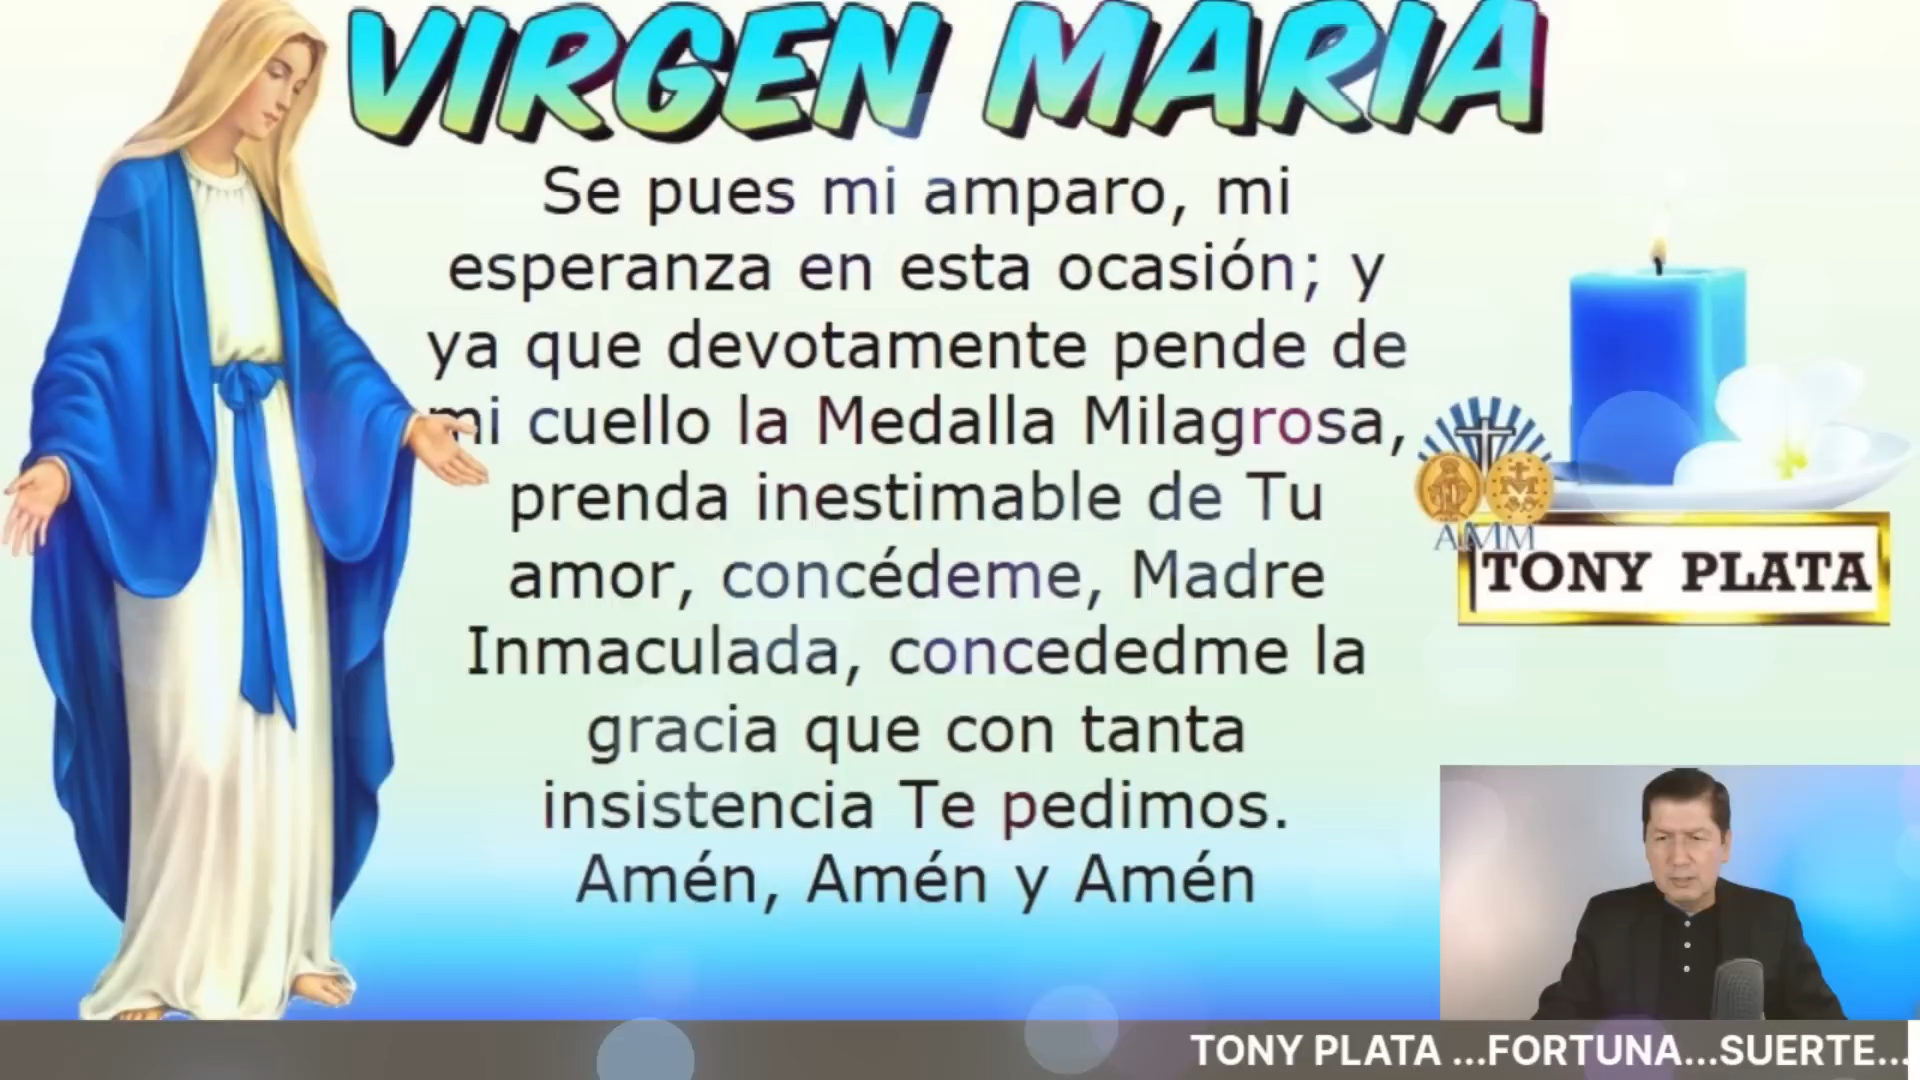 VIRGEN MARIA
Se pues mi amparo, mi
esperanza en esta ocasión; y
ya que devotamente pende de
mi cuello la Medalla Milagrosa,
prenda inestimable de Tu
amor, concédeme, Madre
Inmaculada, concededme la
gracia que con tanta
insistencia Te pedimos.
Amén, Amén y Amén
AMM
TONY PLATA
TONY PLATA ...FORTUNA...SUERTE...